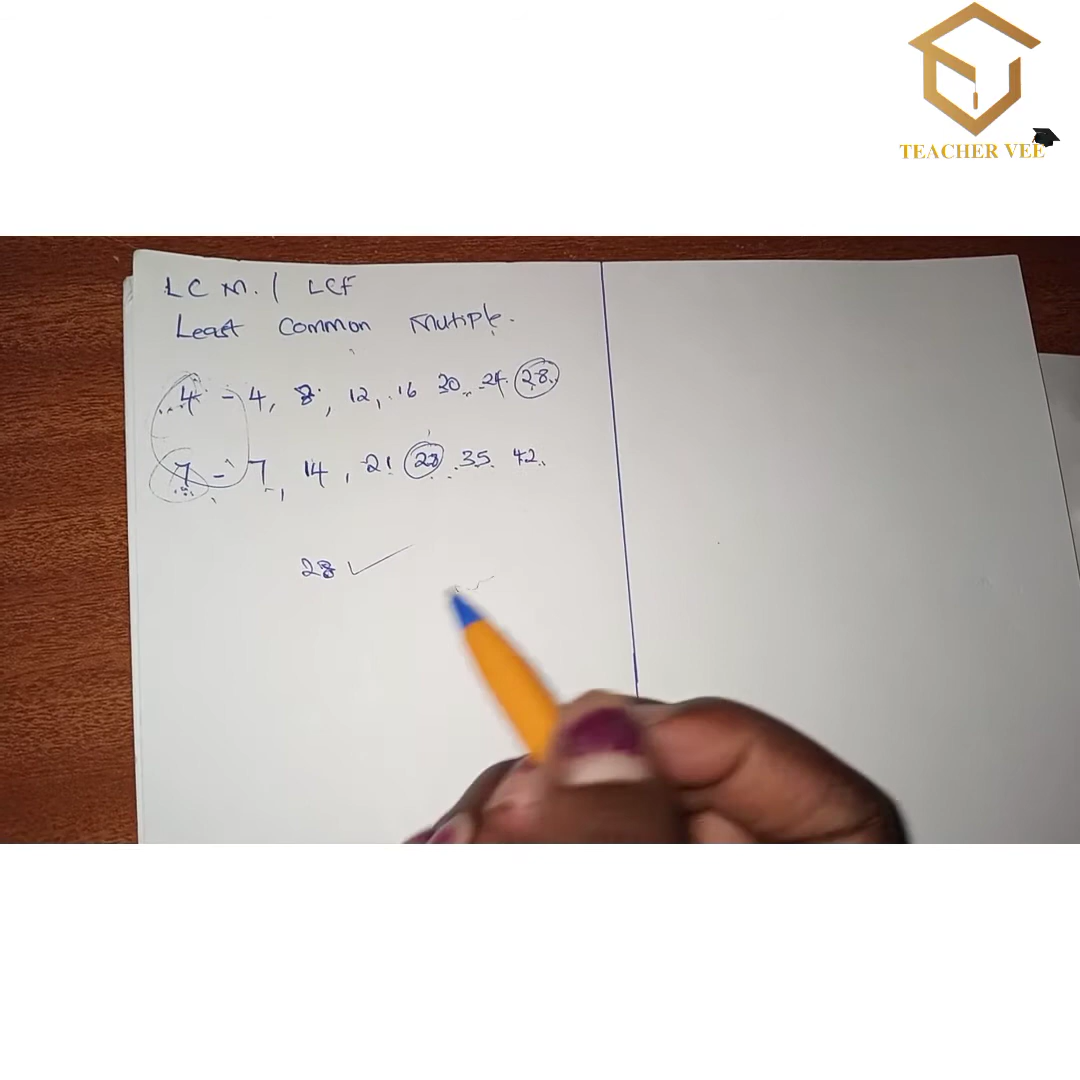 TEACHER VEE
LCM. / LCF
Least Common Mutiple.
4 - 4, 8, 12, 16 20 24 28
7 - 7, 14, 21 28 35 42
28